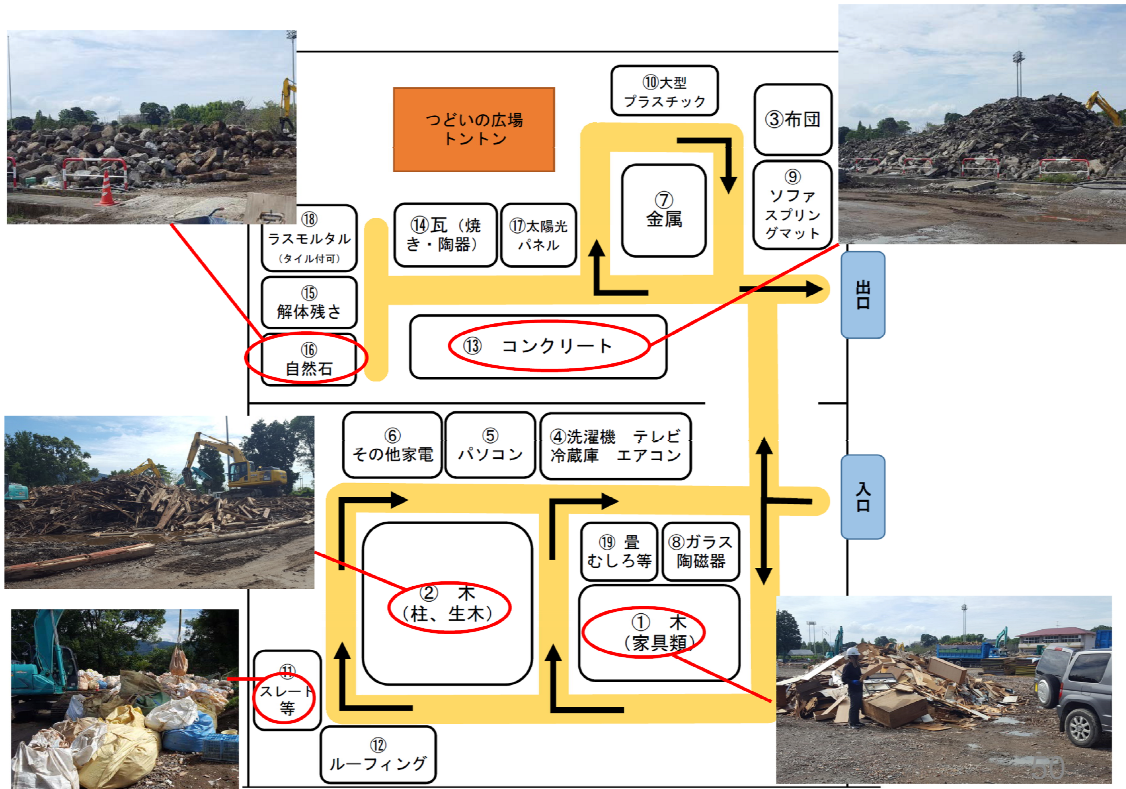 ⑩大型
プラスチック
つどいの広場
トントン
③布団
⑨
ソファ
スプリン
グマット
⑦
金属
⑱
ラスモルタル
(タイル付可)
⑭瓦（焼
き・陶器）
⑰太陽光
パネル
⑮
解体残さ
⑯
自然石
⑬　コンクリート
出口
⑥
その他家電
⑤
パソコン
④洗濯機　テレビ
冷蔵庫　エアコン
入口
⑲ 畳
むしろ等
⑧ガラス
陶磁器
②　木
（柱、生木）
①　木
（家具類）
⑪
スレート
等
⑫
ルーフィング